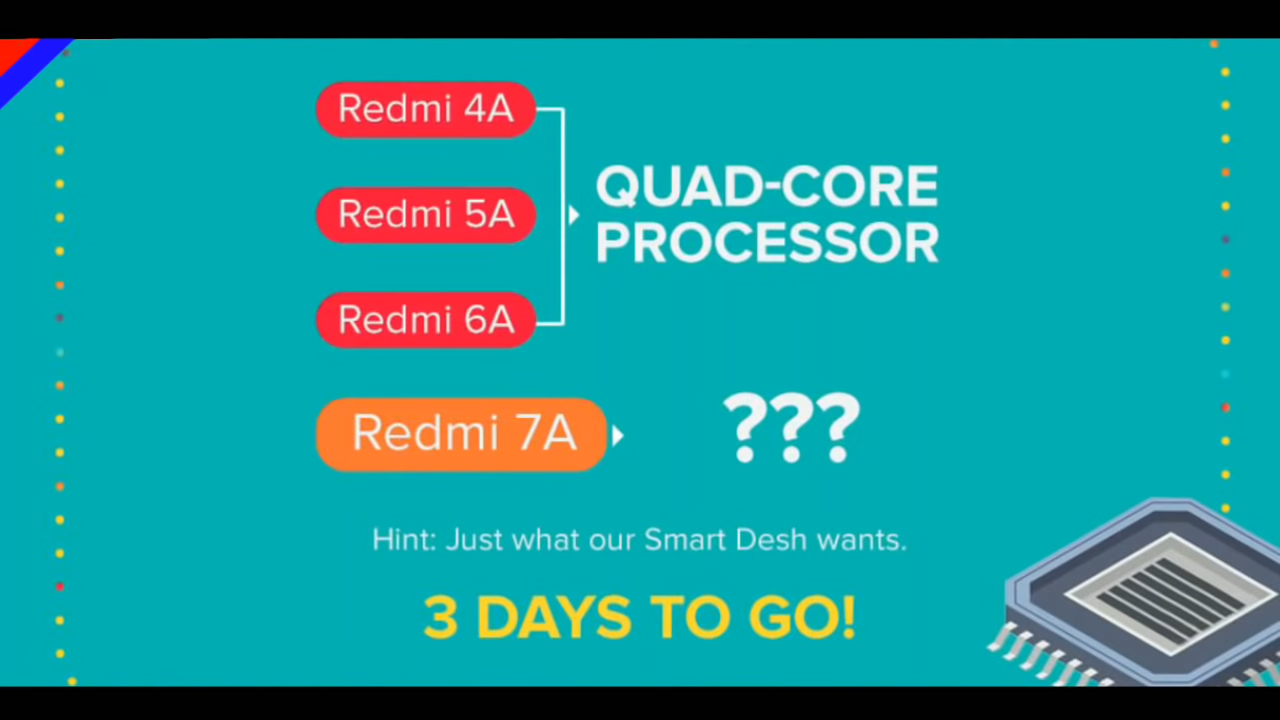 Redmi 4A
Redmi 5A
Redmi 6A
QUAD-CORE
PROCESSOR
Redmi 7A
???
Hint: Just what our Smart Desh wants.
3 DAYS TO GO!